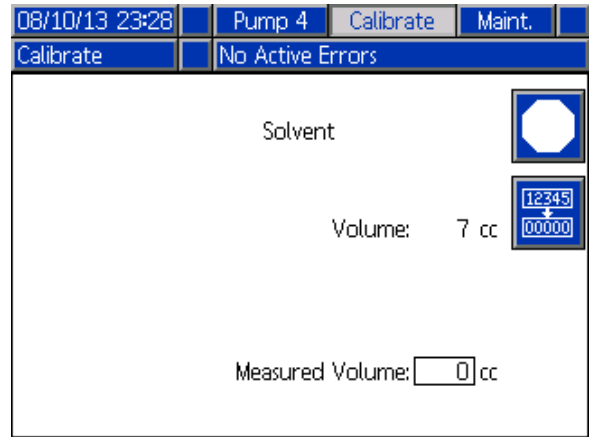 08/10/13 23:28 Pump 4 Calibrate Maint.
Calibrate No Active Errors
Solvent
12345
Volume: 7 cc
00000
Measured Volume: 0 cc